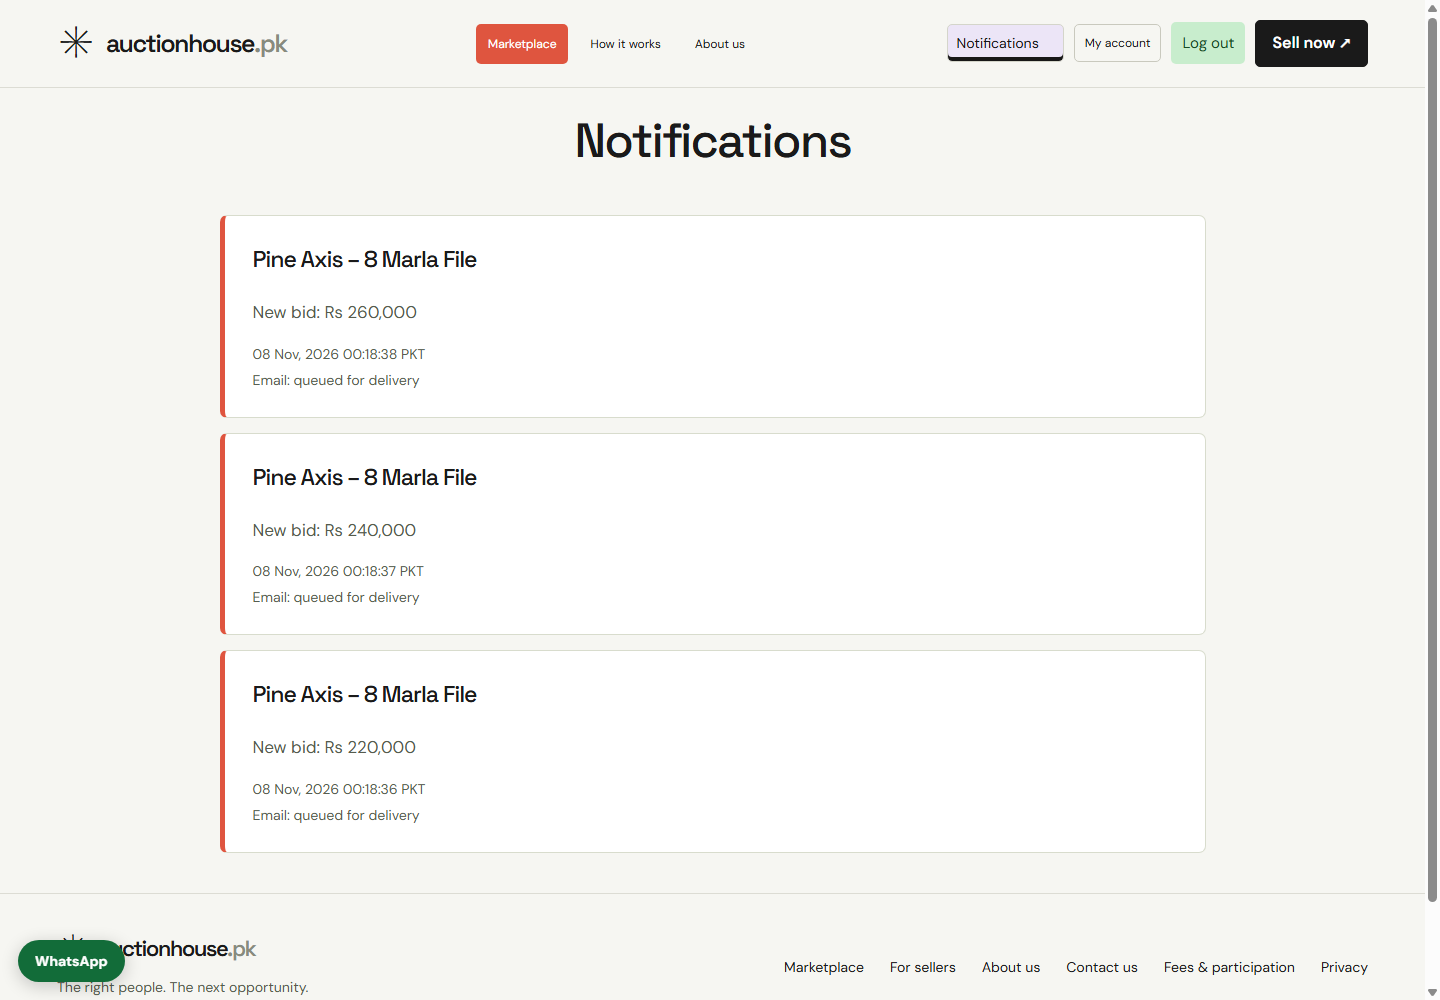 auctionhouse.pk
Marketplace
How it works
About us
Notifications
My account
Log out
Sell now ↗
Notifications
Pine Axis – 8 Marla File
New bid: Rs 260,000
08 Nov, 2026 00:18:38 PKT
Email: queued for delivery
Pine Axis – 8 Marla File
New bid: Rs 240,000
08 Nov, 2026 00:18:37 PKT
Email: queued for delivery
Pine Axis – 8 Marla File
New bid: Rs 220,000
08 Nov, 2026 00:18:36 PKT
Email: queued for delivery
uctionhouse.pk
WhatsApp
The right people. The next opportunity.
Marketplace
For sellers
About us
Contact us
Fees & participation
Privacy